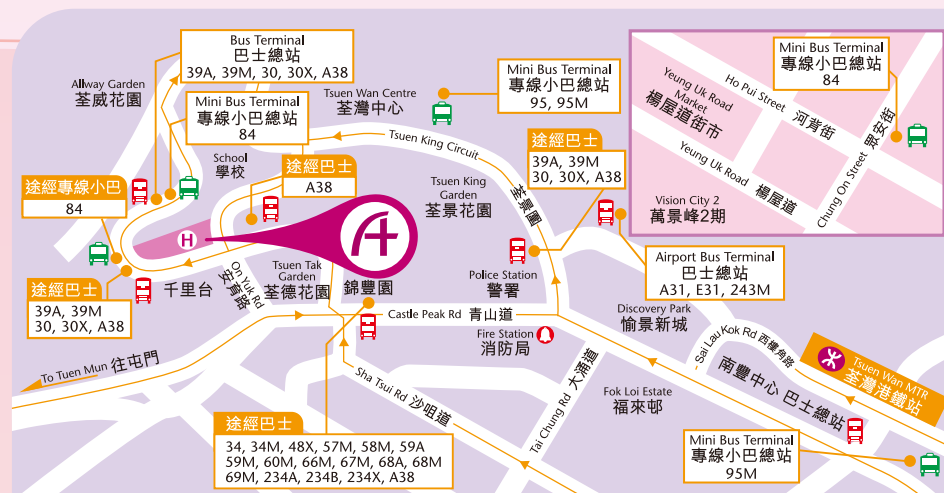 Bus Terminal
巴士總站
39A, 39M, 30, 30X, A38
Allway Garden
荃威花園
Mini Bus Terminal
專線小巴總站
84
Tsuen Wan Centre
荃灣中心
Mini Bus Terminal
專線小巴總站
95, 95M
Tsuen King Circuit
荃景圍
School
學校
途經巴士
A38
途經巴士
39A, 39M
30, 30X, A38
Tsuen King
Garden
荃景花園
途經專線小巴
84
H
途經巴士
39A, 39M
30, 30X, A38
千里台
On Yuk Rd
安育路
Tsuen Tak
Garden
荃德花園
錦豐園
Police Station
警署
Airport Bus Terminal
巴士總站
A31, E31, 243M
Castle Peak Rd 青山道
Fire Station
消防局
Discovery Park
愉景新城
Sai Lau Kok Rd 西樓角路
Tsuen Wan MTR
荃灣港鐵站
To Tuen Mun 往屯門
Sha Tsui Rd 沙咀道
Tai Chung Rd 大涌道
Fok Loi Estate
福來邨
南豐中心 巴士總站
途經巴士
34, 34M, 48X, 57M, 58M, 59A
59M, 60M, 66M, 67M, 68A, 68M
69M, 234A, 234B, 234X, A38
Mini Bus Terminal
專線小巴總站
95M
Mini Bus Terminal
專線小巴總站
84
Ho Pui Street 河背街
Yeung Uk Road
Market
楊屋道街市
Yeung Uk Road 楊屋道
Chung On Street 眾安街
Vision City 2
萬景峰2期